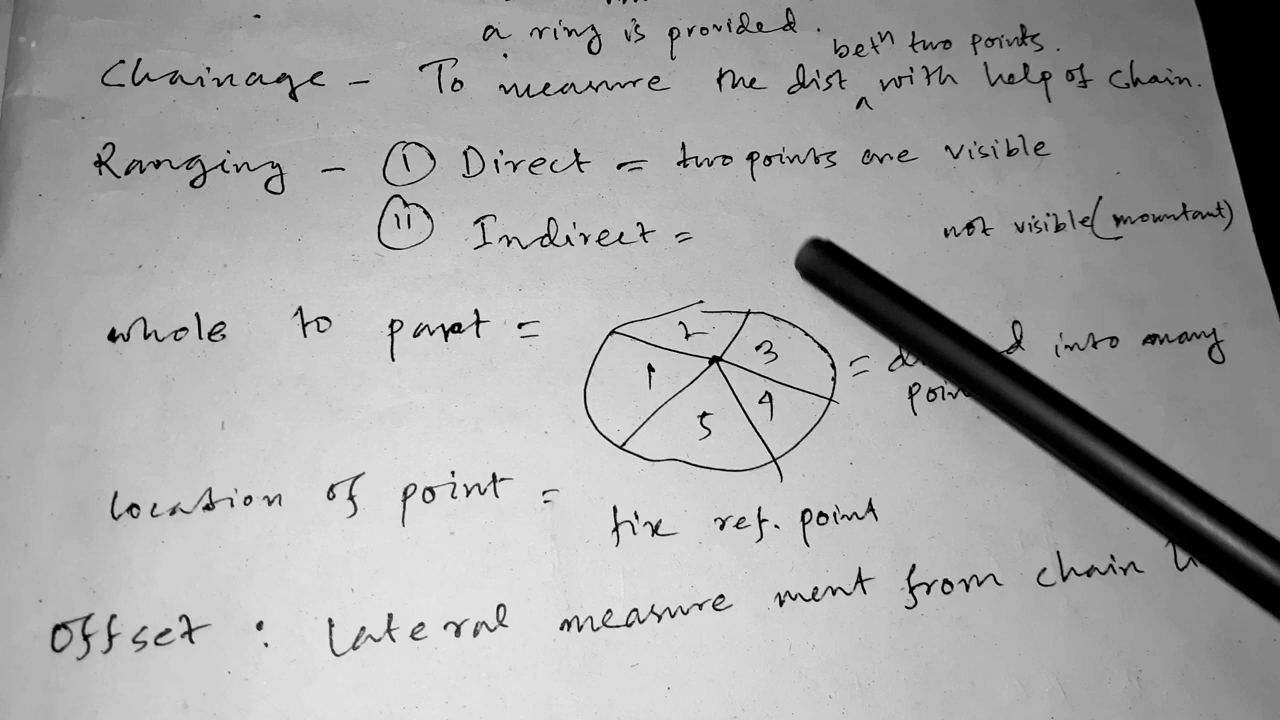 a ring is provided.
betn two points.
Chainage - To measure the dist ^ with help of chain.
Ranging - (i) Direct = two points are visible
(ii) Indirect = not visible (mountant)
whole to parat =
1 2 3 4 5
= into many
location of point = fix ref. point
Offset : Lateral measure ment from chain